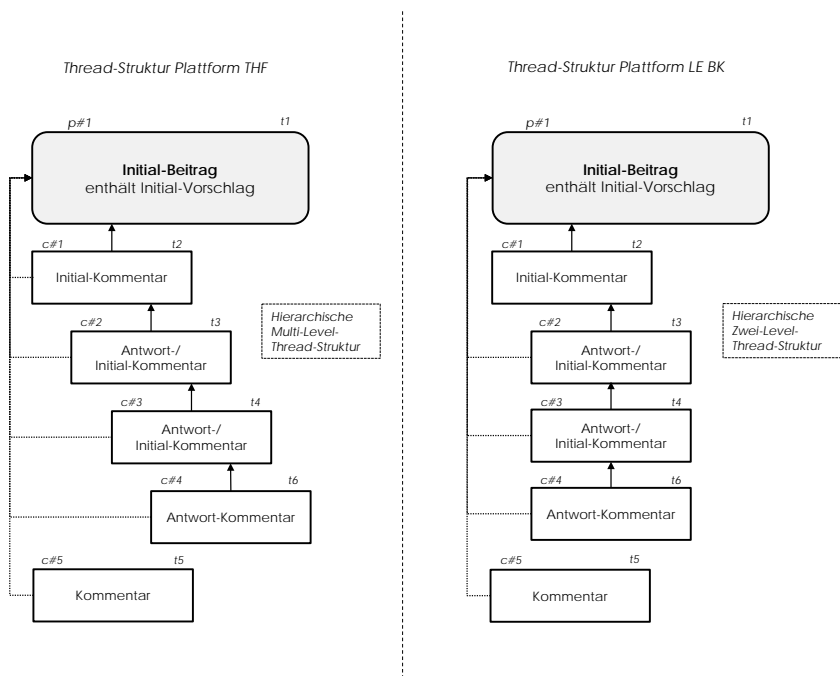 Thread-Struktur Plattform THF
p#1 t1
Initial-Beitrag
enthält Initial-Vorschlag
c#1 t2
Initial-Kommentar
c#2 t3
Antwort-/
Initial-Kommentar
Hierarchische
Multi-Level-
Thread-Struktur
c#3 t4
Antwort-/
Initial-Kommentar
c#4 t6
Antwort-Kommentar
c#5 t5
Kommentar
Thread-Struktur Plattform LE BK
p#1 t1
Initial-Beitrag
enthält Initial-Vorschlag
c#1 t2
Initial-Kommentar
c#2 t3
Antwort-/
Initial-Kommentar
Hierarchische
Zwei-Level-
Thread-Struktur
c#3 t4
Antwort-/
Initial-Kommentar
c#4 t6
Antwort-Kommentar
c#5 t5
Kommentar